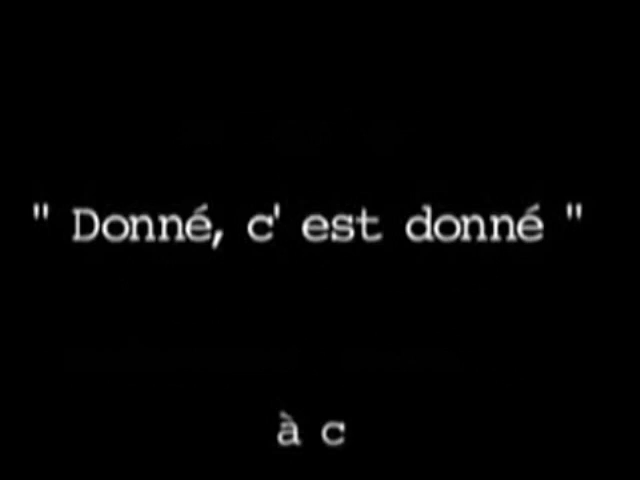 " Donné, c' est donné "
à c